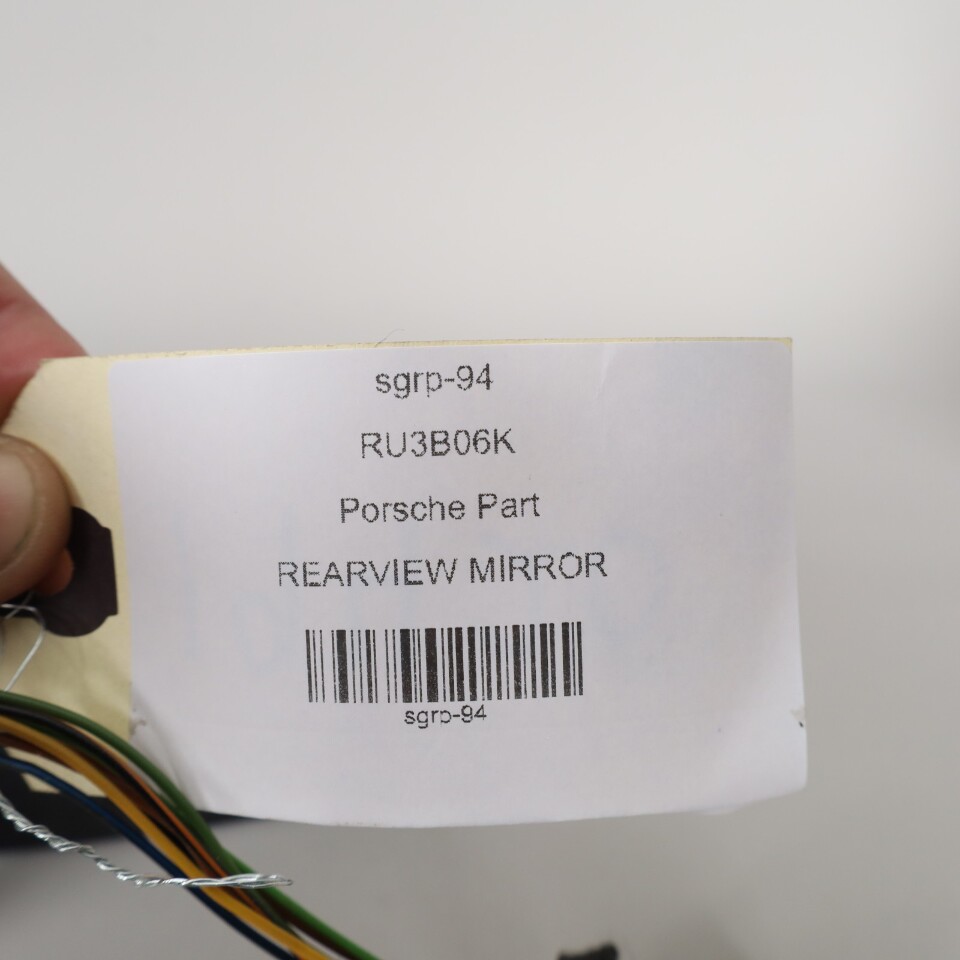 sgrp-94
RU3B06K
Porsche Part
REARVIEW MIRROR
sgrp-94